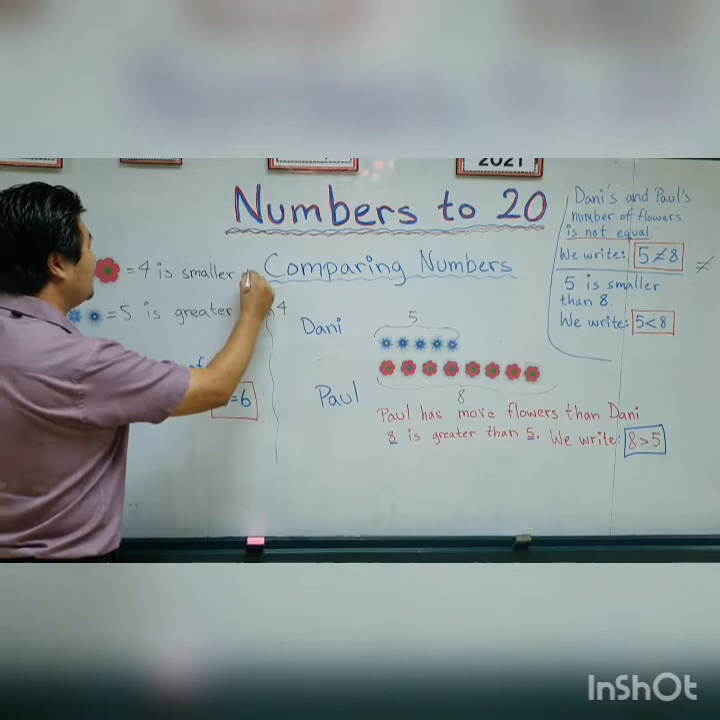 2021
Numbers to 20
Comparing Numbers
=4 is smaller
=5 is greater 4
=6
Dani
5
Paul
8
Paul has more flowers than Dani
8 is greater than 5. We write: 8>5
Dani's and Paul's
number of flowers
is not equal
We write: 5≠8
≠
5 is smaller
than 8.
We write: 5<8
InShOt